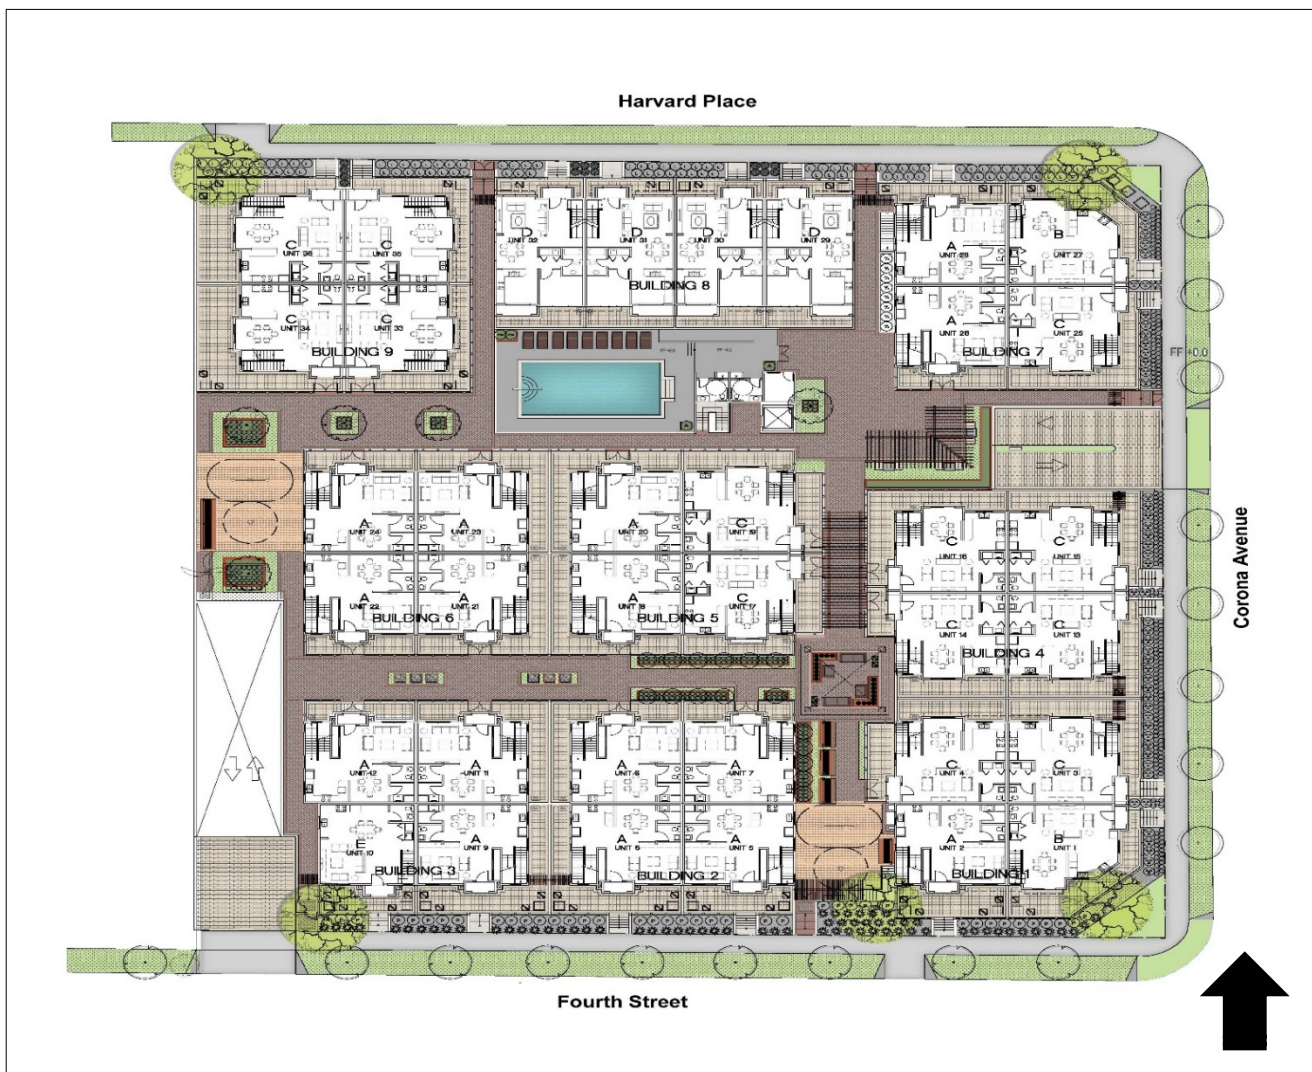 Harvard Place
C
UNIT 36
C
UNIT 35
C
UNIT 34
C
UNIT 33
BUILDING 9
D
UNIT 32
D
UNIT 31
D
UNIT 30
D
UNIT 29
BUILDING 8
A
UNIT 28
B
UNIT 27
A
UNIT 26
C
UNIT 25
BUILDING 7
FF +0.0
A
UNIT 24
A
UNIT 23
A
UNIT 22
A
UNIT 21
BUILDING 6
A
UNIT 20
C
UNIT 19
A
UNIT 18
C
UNIT 17
BUILDING 5
C
UNIT 16
C
UNIT 15
C
UNIT 14
C
UNIT 13
BUILDING 4
Corona Avenue
A
UNIT 12
A
UNIT 11
E
UNIT 10
A
UNIT 9
BUILDING 3
A
UNIT 8
A
UNIT 7
A
UNIT 6
A
UNIT 5
BUILDING 2
C
UNIT 4
C
UNIT 3
A
UNIT 2
B
UNIT 1
BUILDING 1
Fourth Street